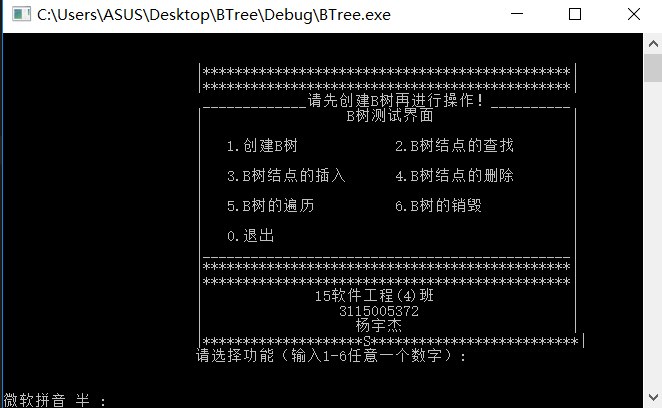 C:\Users\ASUS\Desktop\BTree\Debug\BTree.exe
|**********************************************|
|**********************************************|
_____________请先创建B树再进行操作! __________
B树测试界面
1.创建B树 2.B树结点的查找
3.B树结点的插入 4.B树结点的删除
5.B树的遍历 6.B树的销毁
0.退出
|______________________________________________|
|**********************************************|
|**********************************************|
15软件工程(4)班
3115005372
杨宇杰
|********************S**************************|
请选择功能(输入1-6任意一个数字):
微软拼音 半 :